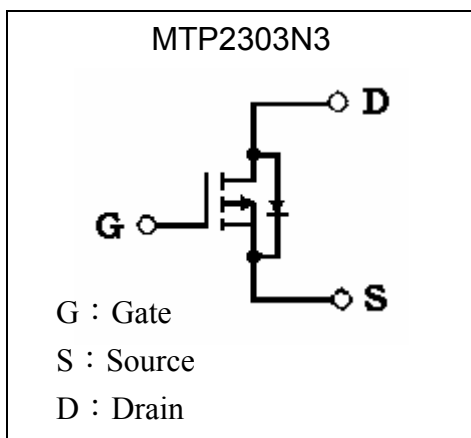 MTP2303N3
D
G
S
G：Gate
S：Source
D：Drain